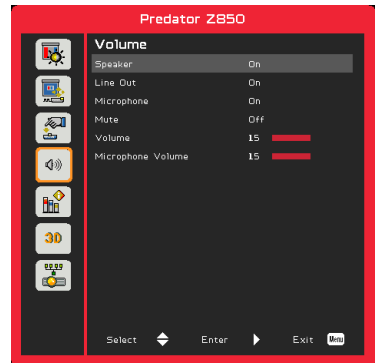 Predator Z850
Volume
Speaker On
Line Out On
Microphone On
Mute Off
Volume 15
Microphone Volume 15
3D
Select Enter Exit Menu